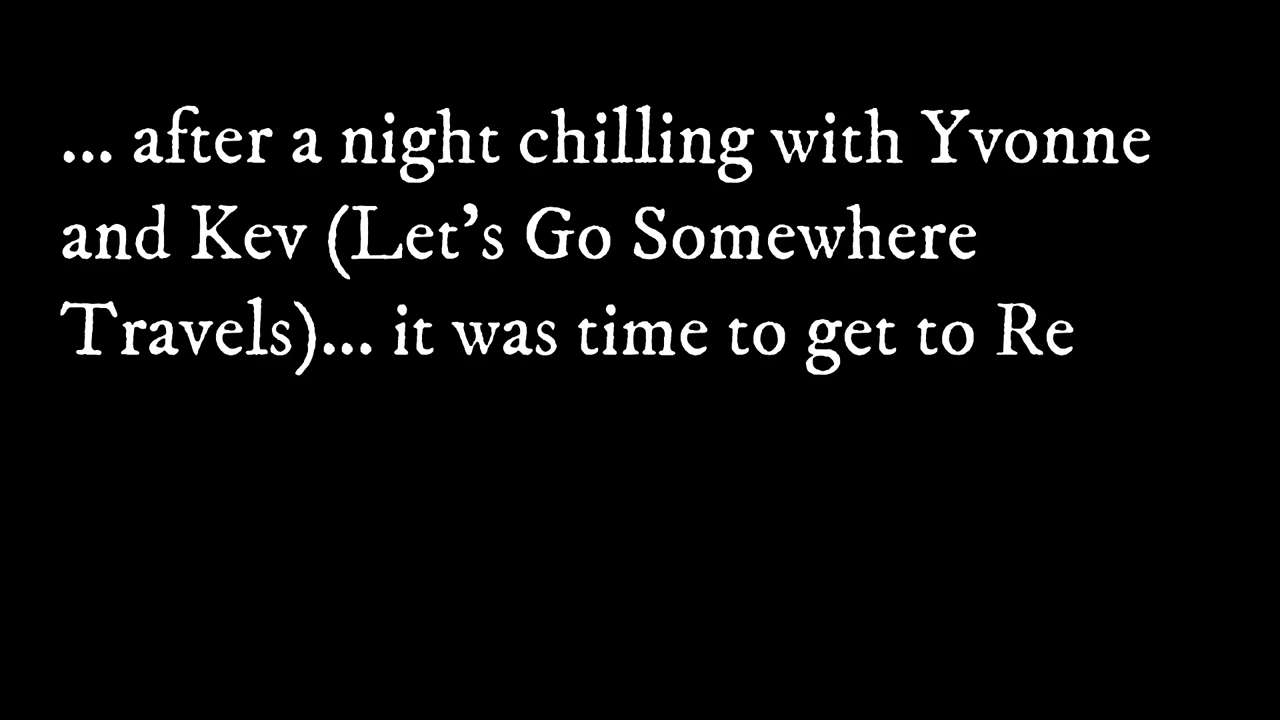 ... after a night chilling with Yvonne
and Kev (Let's Go Somewhere
Travels)... it was time to get to Re